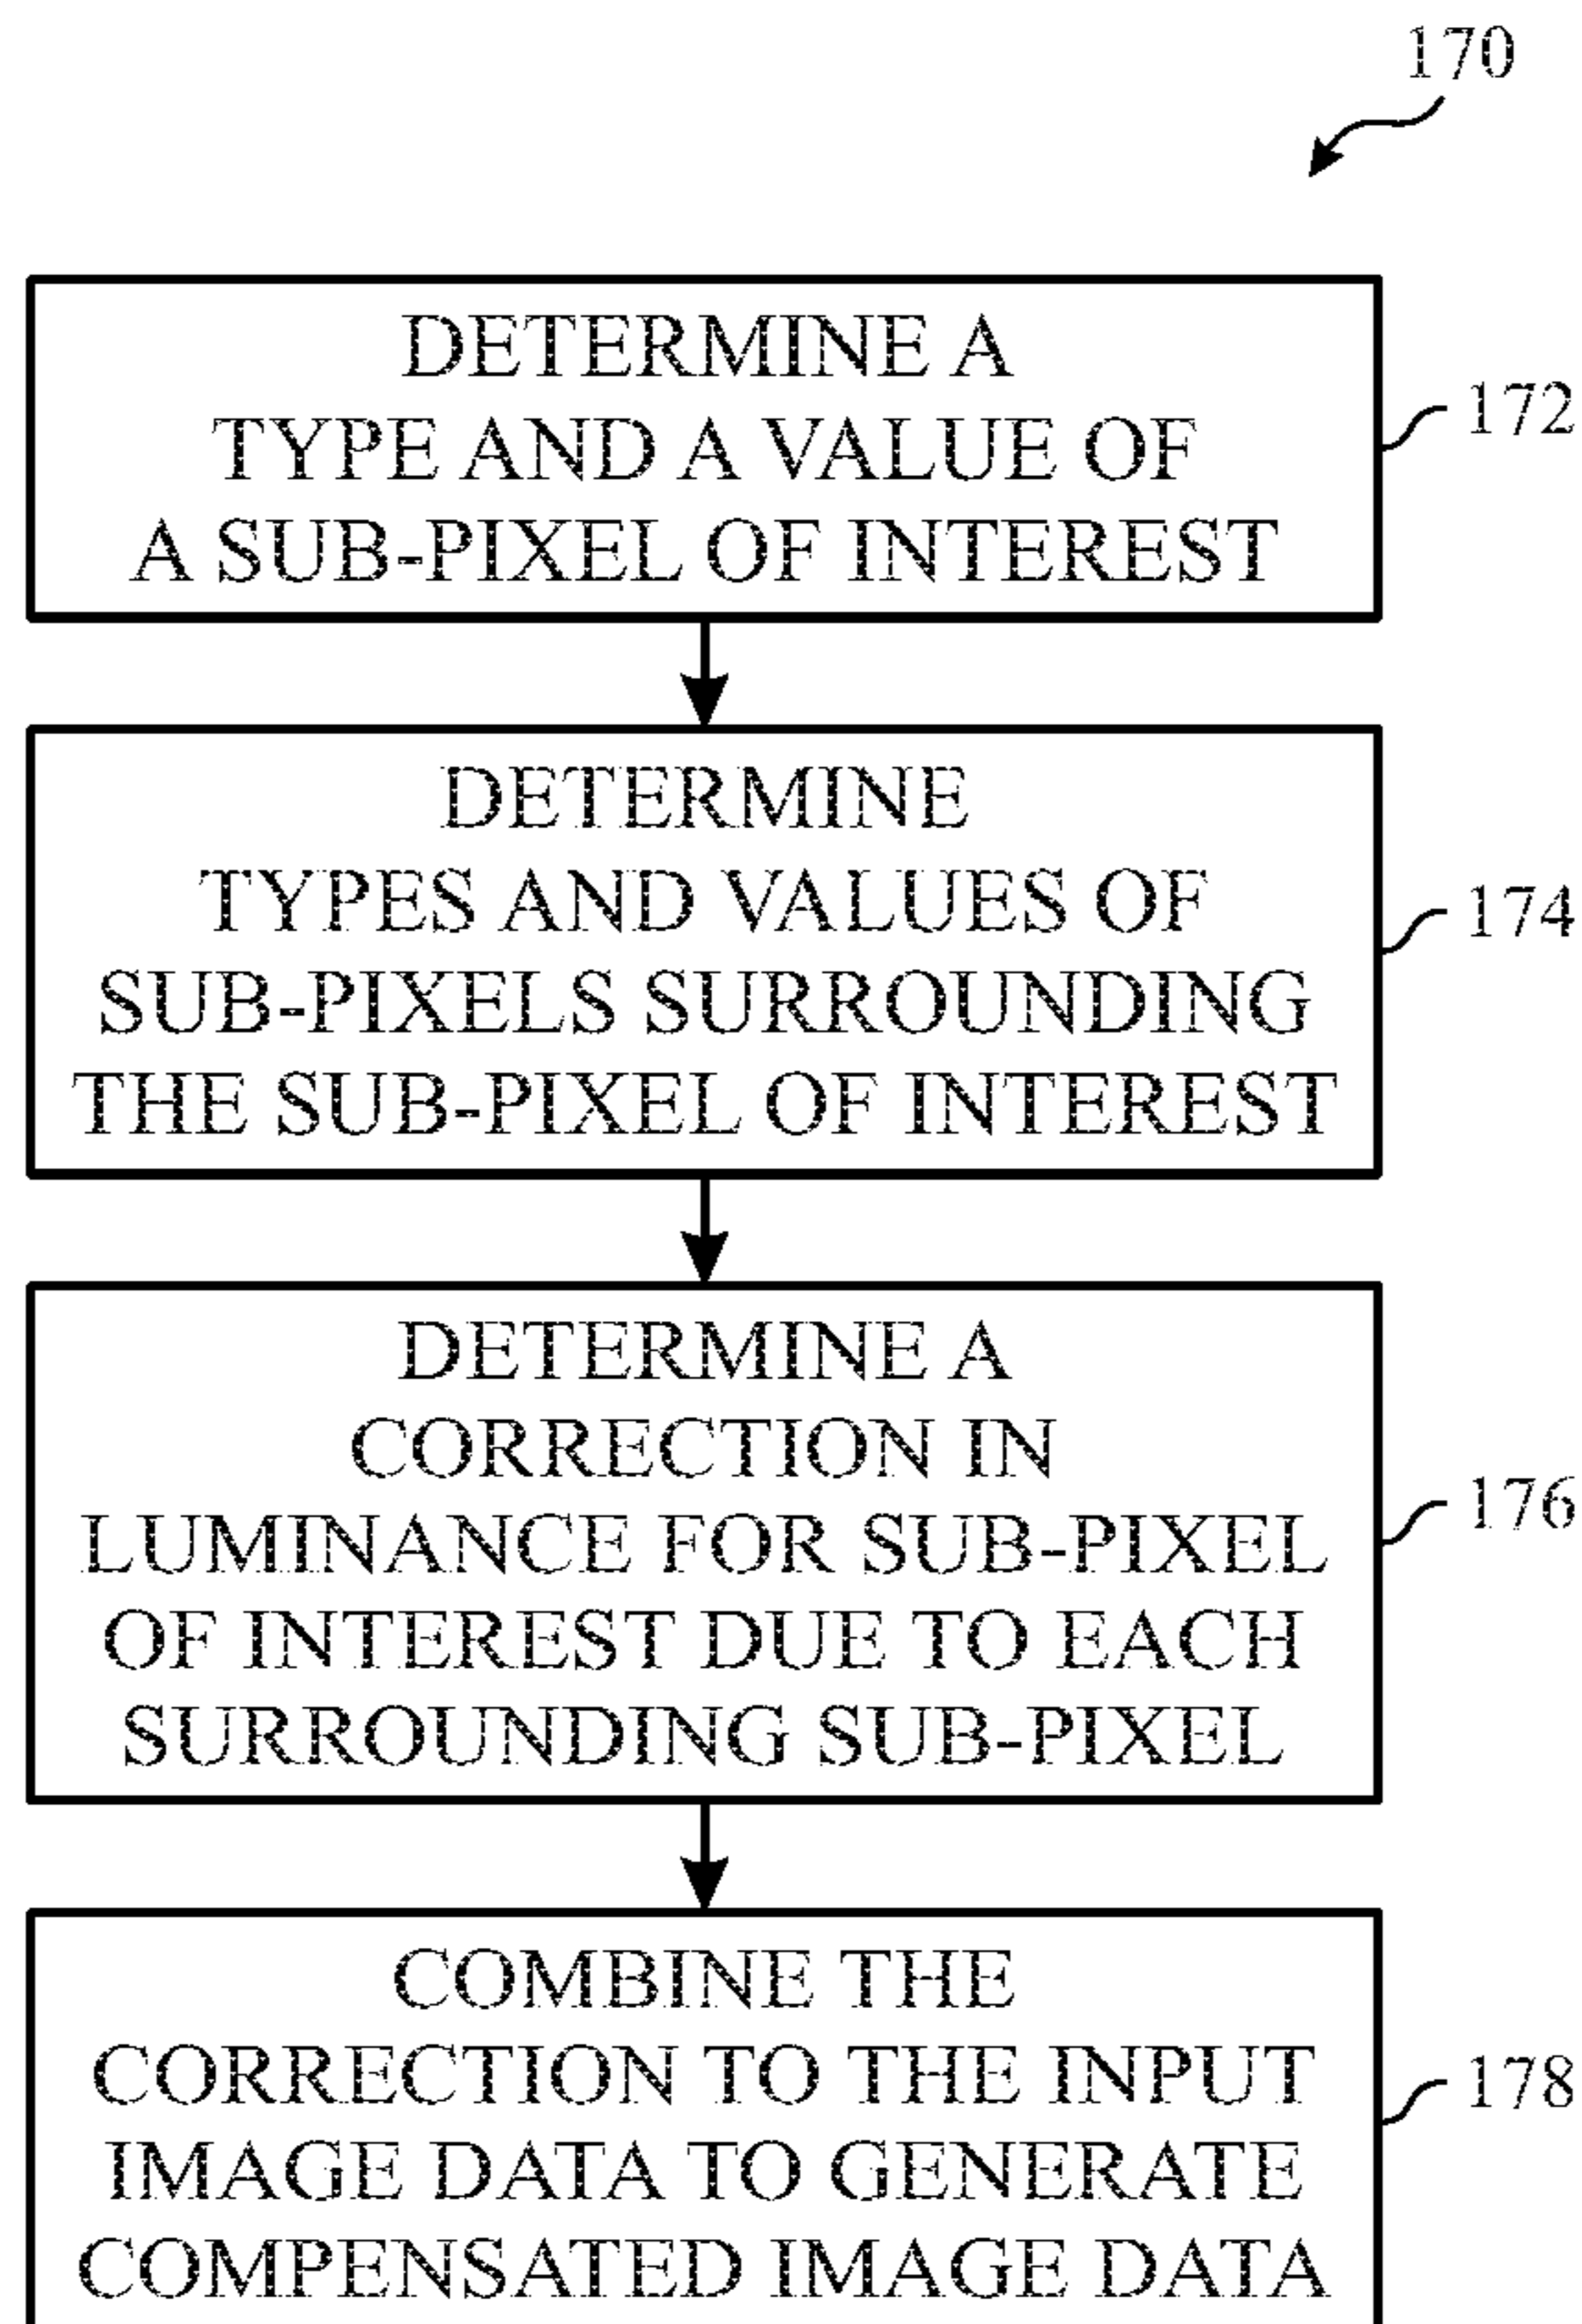 170
DETERMINE A
TYPE AND A VALUE OF
A SUB-PIXEL OF INTEREST
172
DETERMINE
TYPES AND VALUES OF
SUB-PIXELS SURROUNDING
THE SUB-PIXEL OF INTEREST
174
DETERMINE A
CORRECTION IN
LUMINANCE FOR SUB-PIXEL
OF INTEREST DUE TO EACH
SURROUNDING SUB-PIXEL
176
COMBINE THE
CORRECTION TO THE INPUT
IMAGE DATA TO GENERATE
COMPENSATED IMAGE DATA
178